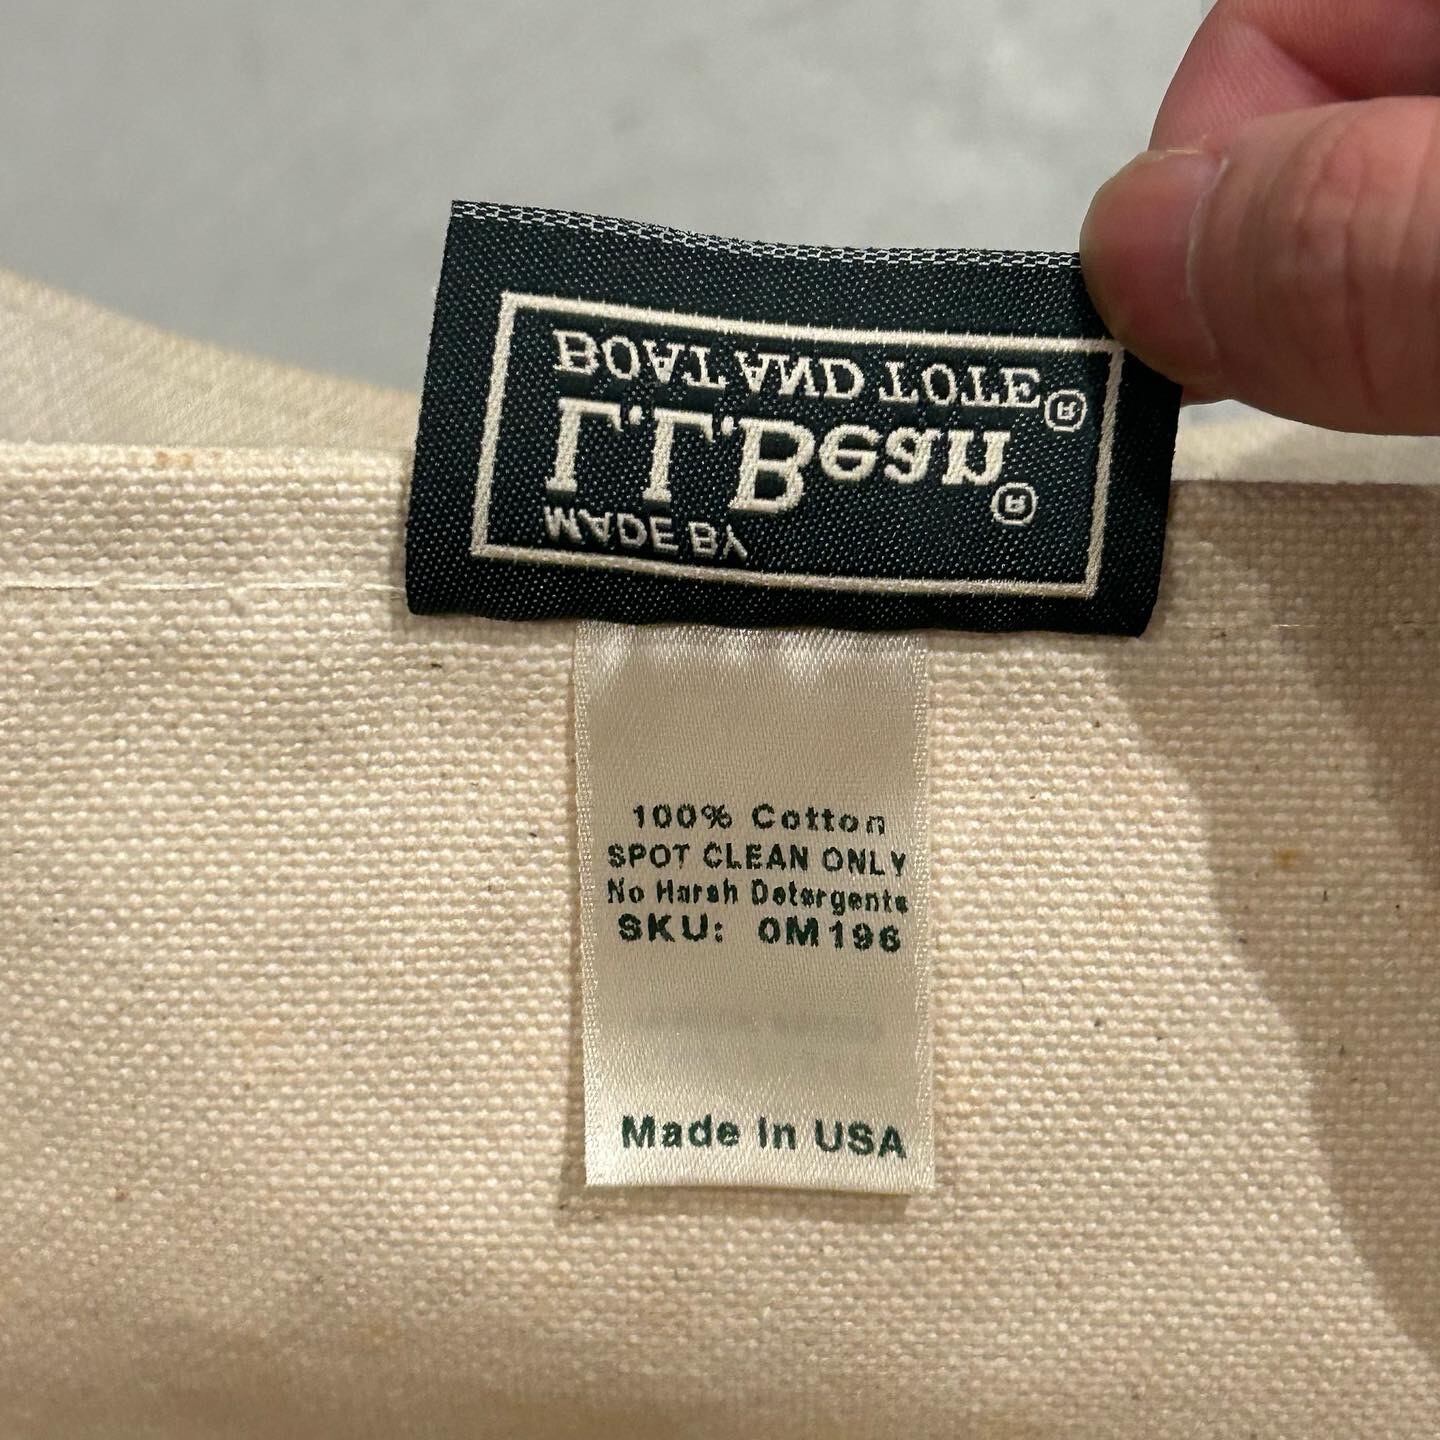 MADE BY
L.L.Bean®
BOAT AND TOTE®
100% Cotton
SPOT CLEAN ONLY
No Harsh Detergents
SKU: 0M196
Made In USA